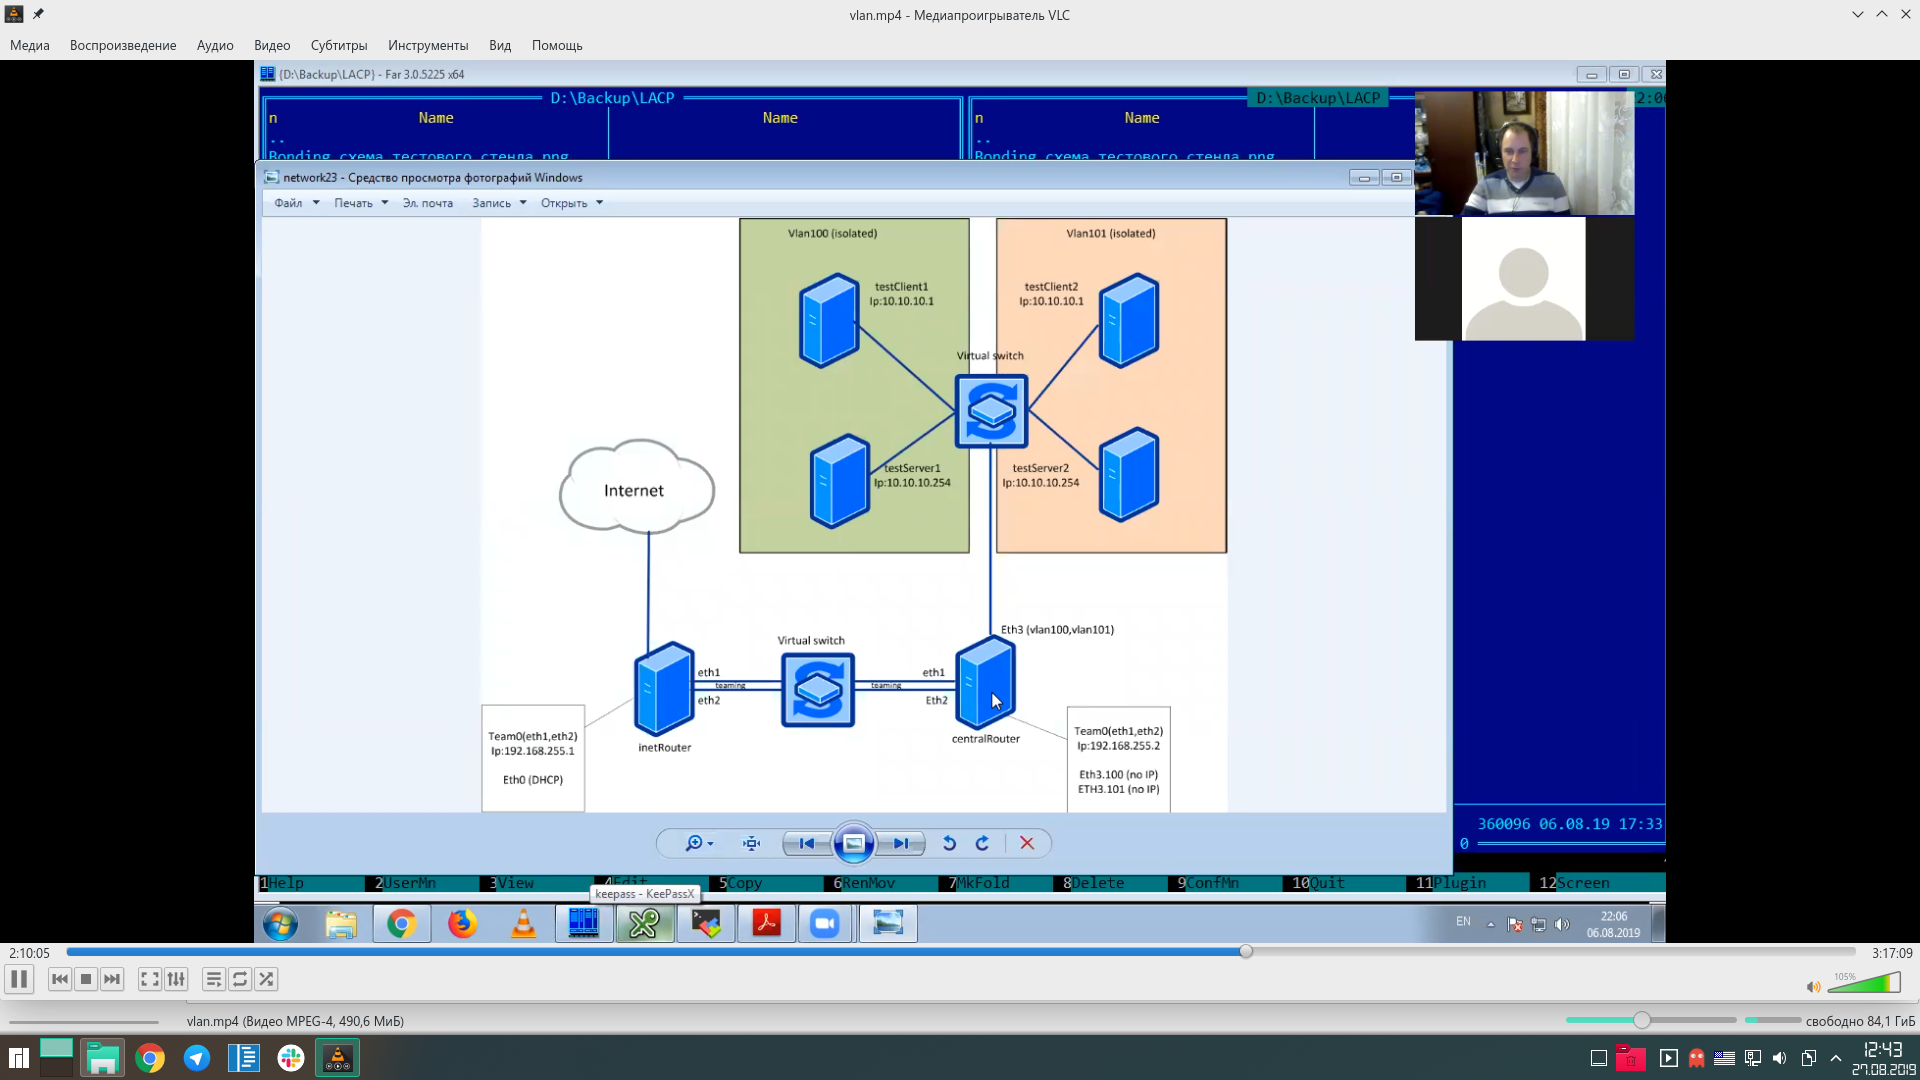 vlan.mp4 - Медиапроигрыватель VLC
Медиа Воспроизведение Аудио Видео Субтитры Инструменты Вид Помощь
{D:\Backup\LACP} - Far 3.0.5225 x64
D:\Backup\LACP D:\Backup\LACP
n Name Name n Name
.. ..
Bonding схема тестового стенда.png Bonding схема тестового стенда.png
network23 - Средство просмотра фотографий Windows
Файл Печать Эл. почта Запись Открыть
Vlan100 (isolated) Vlan101 (isolated)
testClient1
Ip:10.10.10.1
testClient2
Ip:10.10.10.1
Virtual switch
testServer1
Ip:10.10.10.254
testServer2
Ip:10.10.10.254
Internet
Eth3 (vlan100,vlan101)
Virtual switch
eth1 eth1
teaming teaming
eth2 Eth2
inetRouter
centralRouter
Team0(eth1,eth2)
Ip:192.168.255.1
Eth0 (DHCP)
Team0(eth1,eth2)
Ip:192.168.255.2
Eth3.100 (no IP)
ETH3.101 (no IP)
360096 06.08.19 17:33
0
1Help 2UserMn 3View 4Edit 5Copy 6RenMov 7MkFold 8Delete 9ConfMn 10Quit 11Plugin 12Screen
keepass - KeePassX
EN
22:06
06.08.2019
2:10:05 3:17:09
105%
vlan.mp4 (Видео MPEG-4, 490,6 МиБ) свободно 84,1 ГиБ
12:43
27.08.2019